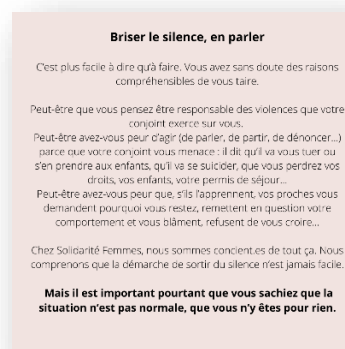 Briser le silence, en parler
C'est plus facile à dire qu'à faire. Vous avez sans doute des raisons
compréhensibles de vous taire.
Peut-être que vous pensez être responsable des violences que votre
conjoint exerce sur vous.
Peut-être avez-vous peur d'agir (de parler, de partir, de dénoncer...)
parce que votre conjoint vous menace : il dit qu'il va vous tuer ou
s'en prendre aux enfants, qu'il va se suicider, que vous perdrez vos
droits, vos enfants, votre permis de séjour...
Peut-être avez-vous peur que, s'ils l'apprennent, vos proches vous
demandent pourquoi vous restez, remettent en question votre
comportement et vous blâment, refusent de vous croire...
Chez Solidarité Femmes, nous sommes concient.es de tout ça. Nous
comprenons que la démarche de sortir du silence n'est jamais facile.
Mais il est important pourtant que vous sachiez que la
situation n'est pas normale, que vous n'y êtes pour rien.